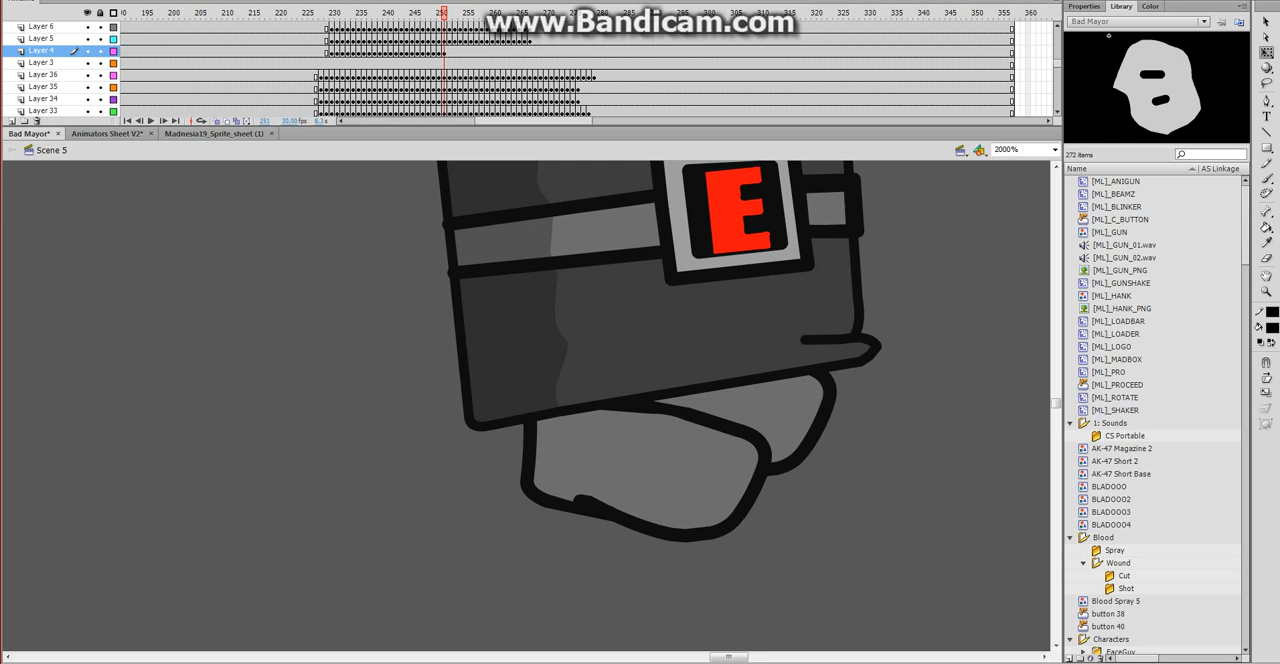 Timeline
www.Bandicam.com
Properties
Library
Color
Layer 6
Layer 5
Layer 4
Layer 3
Layer 36
Layer 35
Layer 34
Layer 33
195 200 205 210 215 220 225 230 235 240 245 250 255 260 265 270 275 280 285 290 295 300 305 310 315 320 325 330 335 340 345 350 355 360
251 30.00fps 8.3s
Bad Mayor*
Animators Sheet V2*
Madnesia19_Sprite_sheet (1)
Scene 5
2000%
E
Bad Mayor
272 items
Name
AS Linkage
[ML]_ANIGUN
[ML]_BEAMZ
[ML]_BLINKER
[ML]_C_BUTTON
[ML]_GUN
[ML]_GUN_01.wav
[ML]_GUN_02.wav
[ML]_GUN_PNG
[ML]_GUNSHAKE
[ML]_HANK
[ML]_HANK_PNG
[ML]_LOADBAR
[ML]_LOADER
[ML]_LOGO
[ML]_MADBOX
[ML]_PRO
[ML]_PROCEED
[ML]_ROTATE
[ML]_SHAKER
1: Sounds
CS Portable
AK-47 Magazine 2
AK-47 Short 2
AK-47 Short Base
BLADOOO
BLADOOO2
BLADOOO3
BLADOOO4
Blood
Spray
Wound
Cut
Shot
Blood Spray 5
button 38
button 40
Characters
FaceGuy